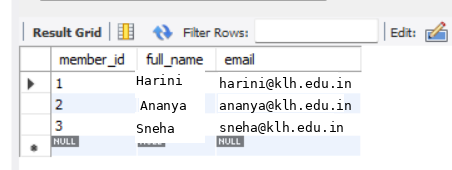 Result Grid Filter Rows: Edit:
member_id full_name email
1 Harini harini@klh.edu.in
2 Ananya ananya@klh.edu.in
3 Sneha sneha@klh.edu.in
NULL NULL NULL